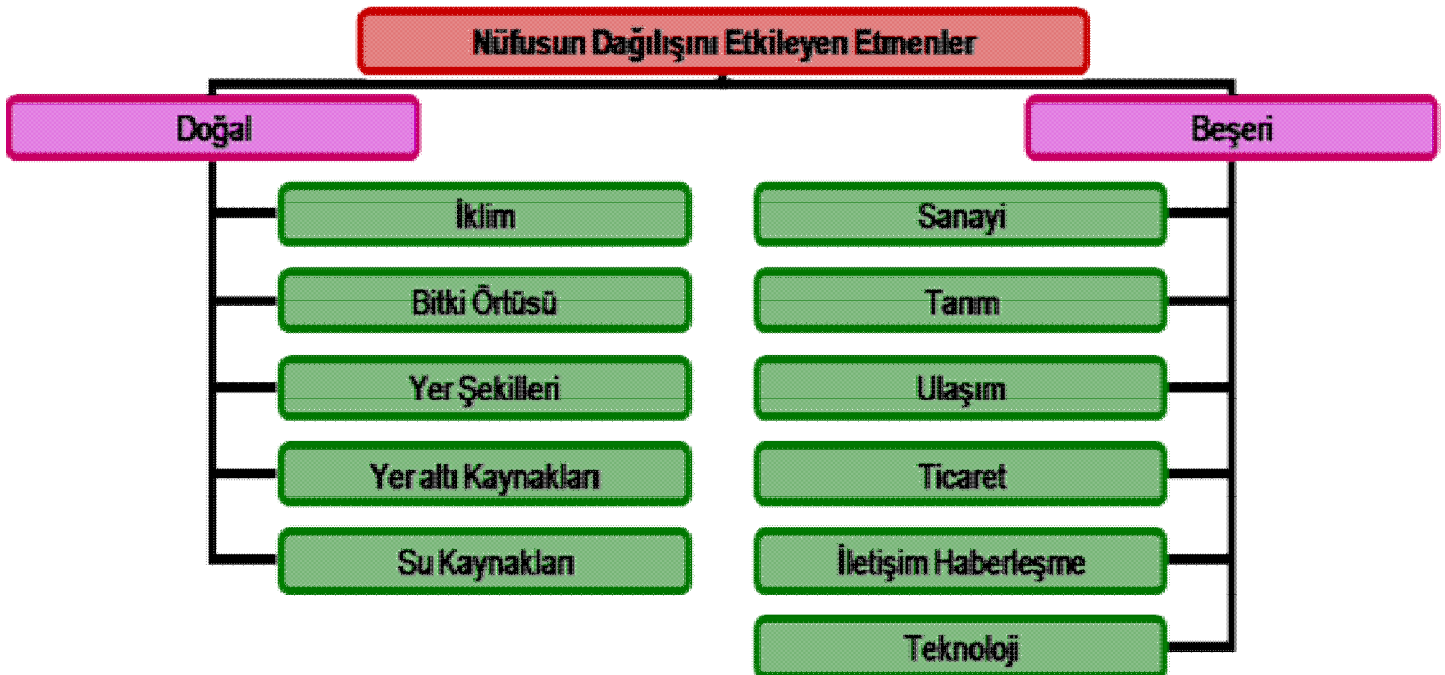 Nüfusun Dağılışını Etkileyen Etmenler
Doğal
Beşeri
İklim
Bitki Örtüsü
Yer Şekilleri
Yer altı Kaynakları
Su Kaynakları
Sanayi
Tarım
Ulaşım
Ticaret
İletişim Haberleşme
Teknoloji